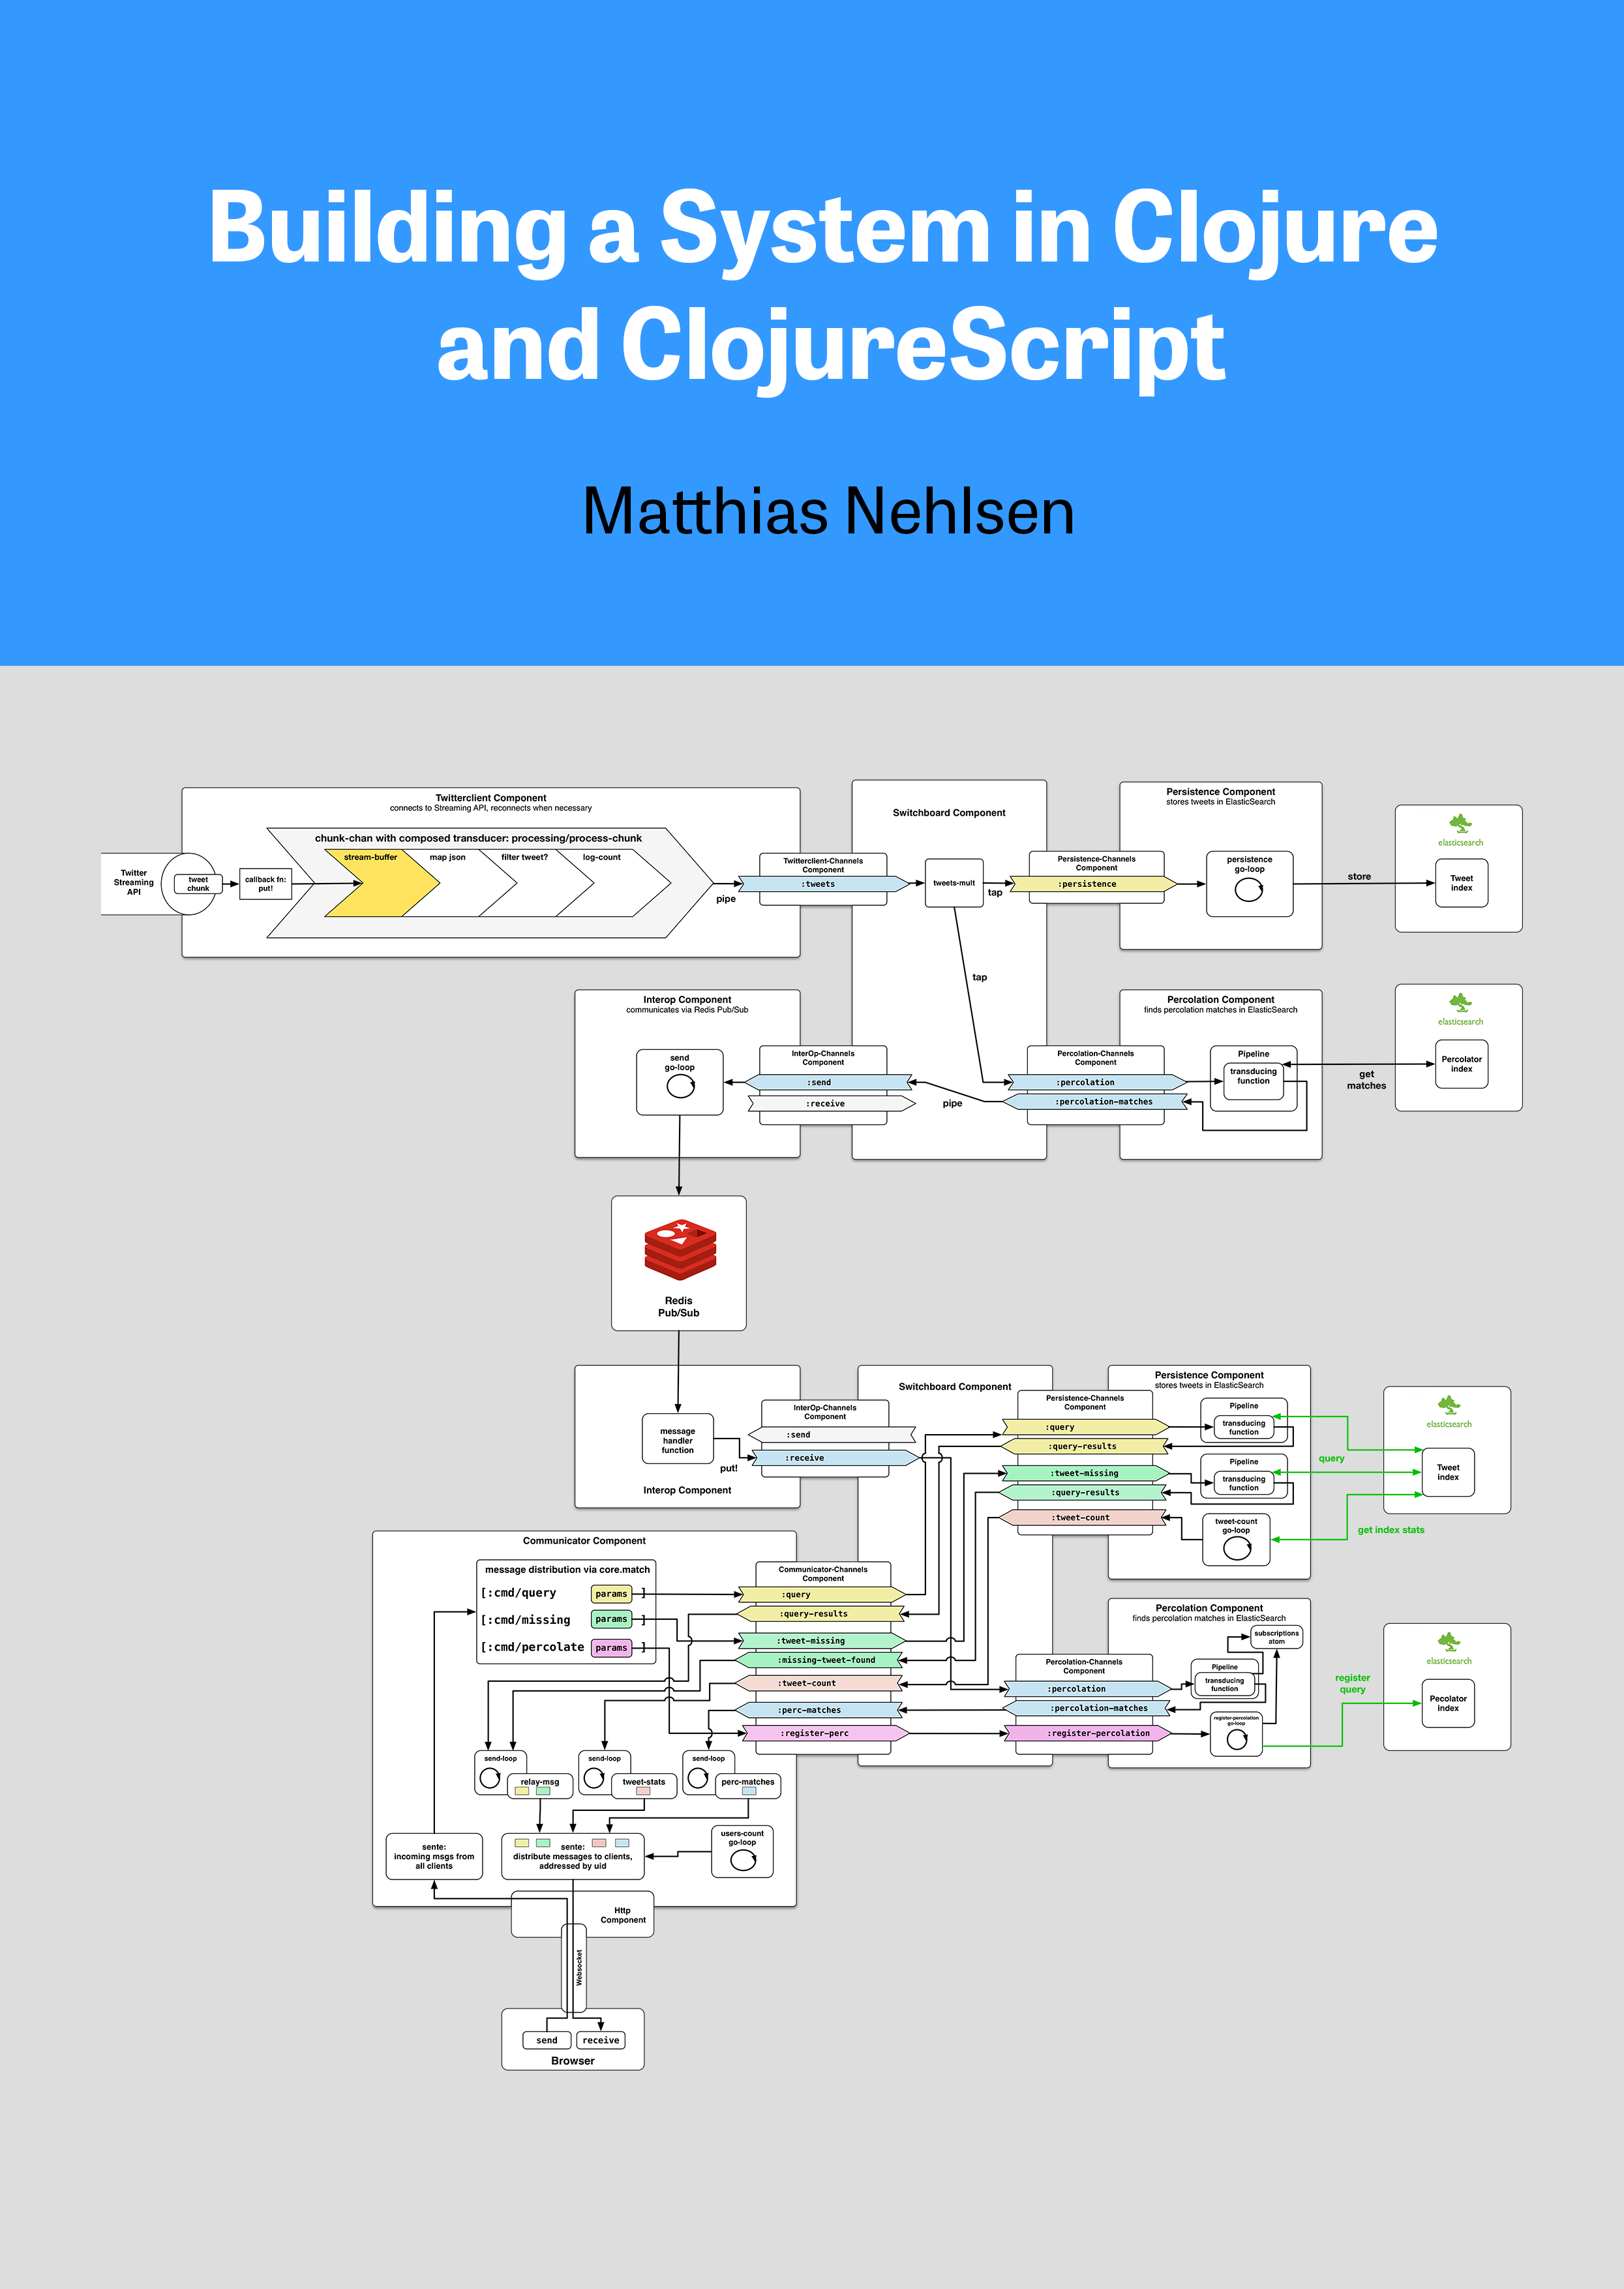 Building a System in Clojure
and ClojureScript
Matthias Nehlsen
Twitterclient Component
connects to Streaming API, reconnects when necessary
chunk-chan with composed transducer: processing/process-chunk
stream-buffer
map json
filter tweet?
log-count
Twitter
Streaming
API
tweet
chunk
callback fn:
put!
pipe
Twitterclient-Channels
Component
:tweets
Switchboard Component
tweets-mult
tap
tap
Persistence-Channels
Component
:persistence
Persistence Component
stores tweets in ElasticSearch
persistence
go-loop
store
elasticsearch
Tweet
index
Interop Component
communicates via Redis Pub/Sub
send
go-loop
InterOp-Channels
Component
:send
:receive
pipe
Percolation-Channels
Component
:percolation
:percolation-matches
Percolation Component
finds percolation matches in ElasticSearch
Pipeline
transducing
function
get
matches
elasticsearch
Percolator
index
Redis
Pub/Sub
message
handler
function
put!
Interop Component
InterOp-Channels
Component
:send
:receive
Switchboard Component
Persistence-Channels
Component
:query
:query-results
:tweet-missing
:query-results
:tweet-count
Persistence Component
stores tweets in ElasticSearch
Pipeline
transducing
function
Pipeline
transducing
function
tweet-count
go-loop
query
get index stats
elasticsearch
Tweet
index
Communicator Component
message distribution via core.match
[:cmd/query params ]
[:cmd/missing params ]
[:cmd/percolate params ]
Communicator-Channels
Component
:query
:query-results
:tweet-missing
:missing-tweet-found
:tweet-count
:perc-matches
:register-perc
Percolation-Channels
Component
:percolation
:percolation-matches
:register-percolation
Percolation Component
finds percolation matches in ElasticSearch
subscriptions
atom
Pipeline
transducing
function
register-percolation
go-loop
register
query
elasticsearch
Pecolator
index
send-loop
relay-msg
send-loop
tweet-stats
send-loop
perc-matches
sente:
incoming msgs from
all clients
sente:
distribute messages to clients,
addressed by uid
users-count
go-loop
Http
Component
Websocket
send
receive
Browser